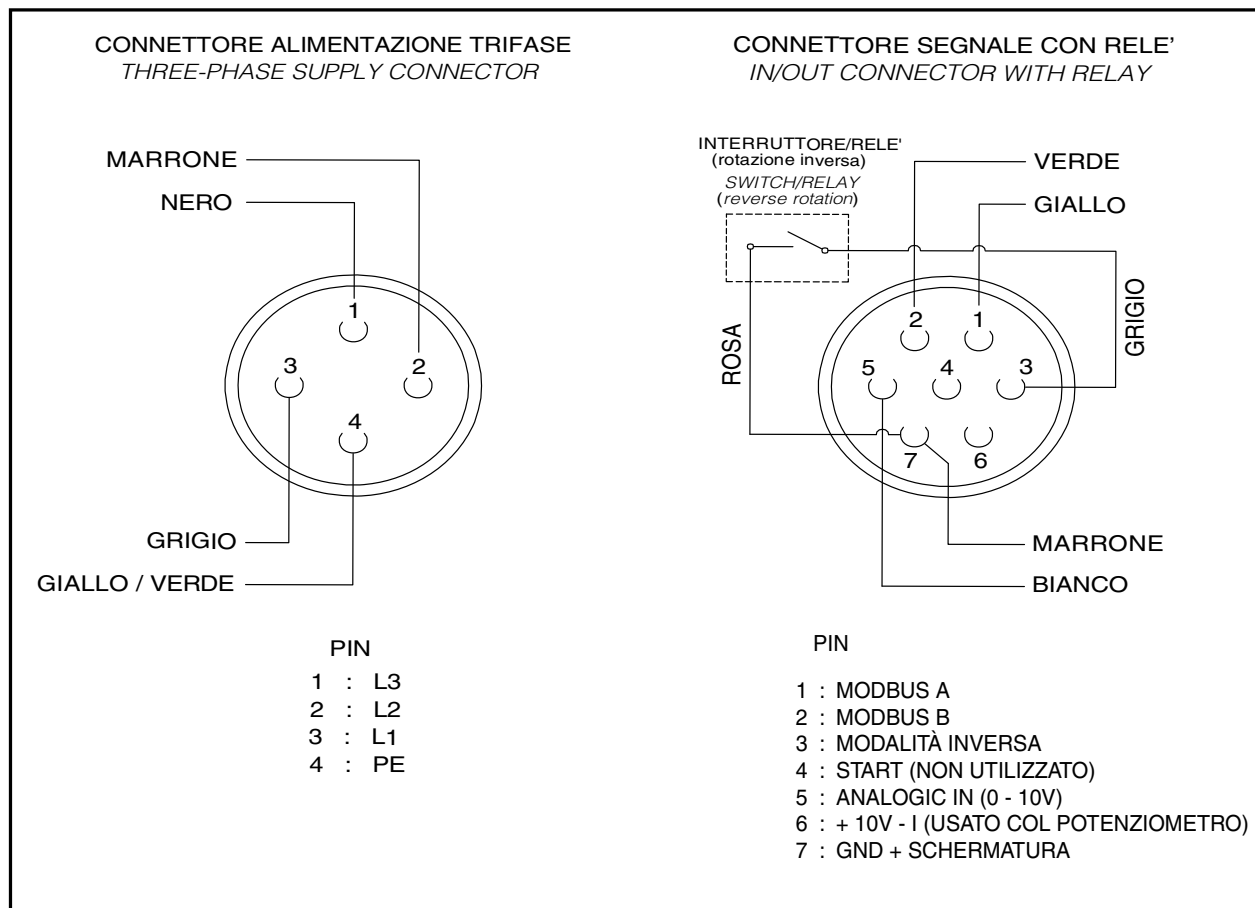 CONNETTORE ALIMENTAZIONE TRIFASE
THREE-PHASE SUPPLY CONNECTOR
MARRONE
NERO
1
3
2
4
GRIGIO
GIALLO / VERDE
PIN
1 : L3
2 : L2
3 : L1
4 : PE
CONNETTORE SEGNALE CON RELE'
IN/OUT CONNECTOR WITH RELAY
INTERRUTTORE/RELE'
(rotazione inversa)
SWITCH/RELAY
(reverse rotation)
VERDE
GIALLO
ROSA
GRIGIO
2
1
5
4
3
7
6
MARRONE
BIANCO
PIN
1 : MODBUS A
2 : MODBUS B
3 : MODALITÀ INVERSA
4 : START (NON UTILIZZATO)
5 : ANALOGIC IN (0 - 10V)
6 : + 10V - I (USATO COL POTENZIOMETRO)
7 : GND + SCHERMATURA